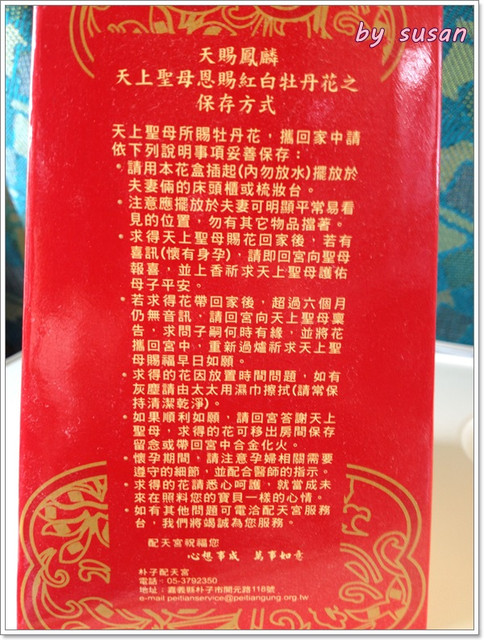 by susan
天賜鳳麟
天上聖母恩賜紅白牡丹花之
保存方式
天上聖母所賜牡丹花，攜回家中請
依下列說明事項妥善保存：
•請用本花盒插起(內勿放水)擺放於
夫妻倆的床頭櫃或梳妝台。
•注意應擺放於夫妻可明顯平常易看
見的位置，勿有其它物品擋著。
•求得天上聖母賜花回家後，若有
喜訊(懷有身孕)，請即回宮向聖母
報喜，並上香祈求天上聖母護佑
母子平安。
•若求得花帶回家後，超過六個月
仍無音訊，請回宮向天上聖母稟
告，求問子嗣何時有緣，並將花
攜回宮中，重新過爐祈求天上聖
母賜福早日如願。
•求得的花因放置時間問題，如有
灰塵請由太太用濕巾擦拭(請常保
持清潔乾淨)。
•如果順利如願，請回宮答謝天上
聖母，求得的花可移出房間保存
留念或帶回宮中合金化火。
•懷孕期間，請注意孕婦相關需要
遵守的細節，並配合醫師的指示。
•求得的花請悉心呵護，就當成未
來在照料您的寶貝一樣的心情。
•如有其他問題可電洽配天宮服務
台，我們將竭誠為您服務。
配天宮祝福您
心想事成 萬事如意
朴子配天宮
電話：05-3792350
地址：嘉義縣朴子市開元路118號
e-mail peitianservice@peitiangung.org.tw